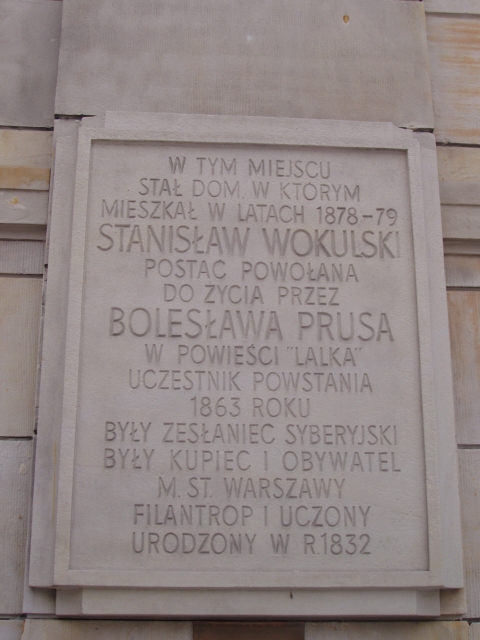 W TYM MIEJSCU
STAŁ DOM, W KTORYM
MIESZKAŁ W LATACH 1878-79
STANISŁAW WOKULSKI
POSTAĆ POWOŁANA
DO ŻYCIA PRZEZ
BOLESŁAWA PRUSA
W POWIEŚCI "LALKA"
UCZESTNIK POWSTANIA
1863 ROKU
BYŁY ZESŁANIEC SYBERYJSKI
BYŁY KUPIEC I OBYWATEL
M. ST. WARSZAWY
FILANTROP I UCZONY
URODZONY W R.1832